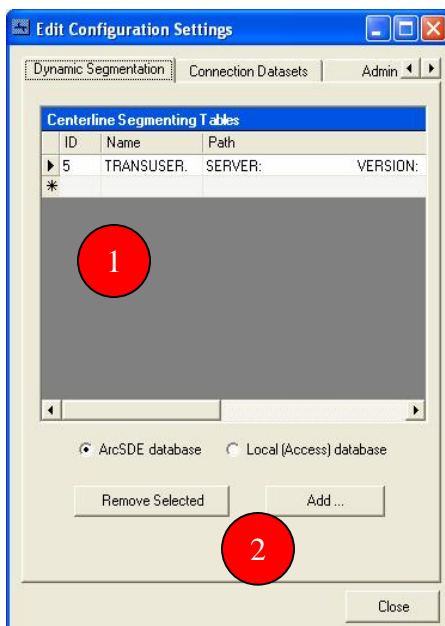 Edit Configuration Settings
Dynamic Segmentation Connection Datasets Admin
Centerline Segmenting Tables
ID Name Path
5 TRANSUSER. SERVER: VERSION:
1
ArcSDE database Local (Access) database
Remove Selected Add ...
2
Close